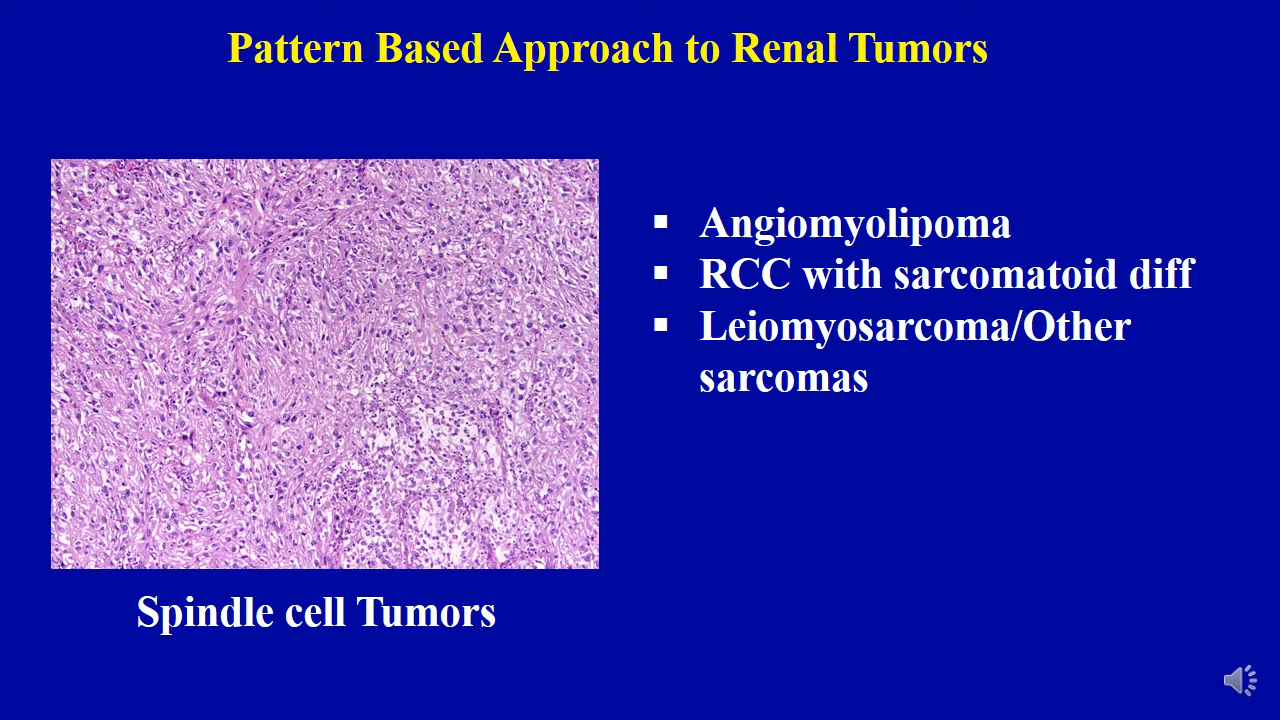 Pattern Based Approach to Renal Tumors
▪ Angiomyolipoma
▪ RCC with sarcomatoid diff
▪ Leiomyosarcoma/Other
sarcomas
Spindle cell Tumors